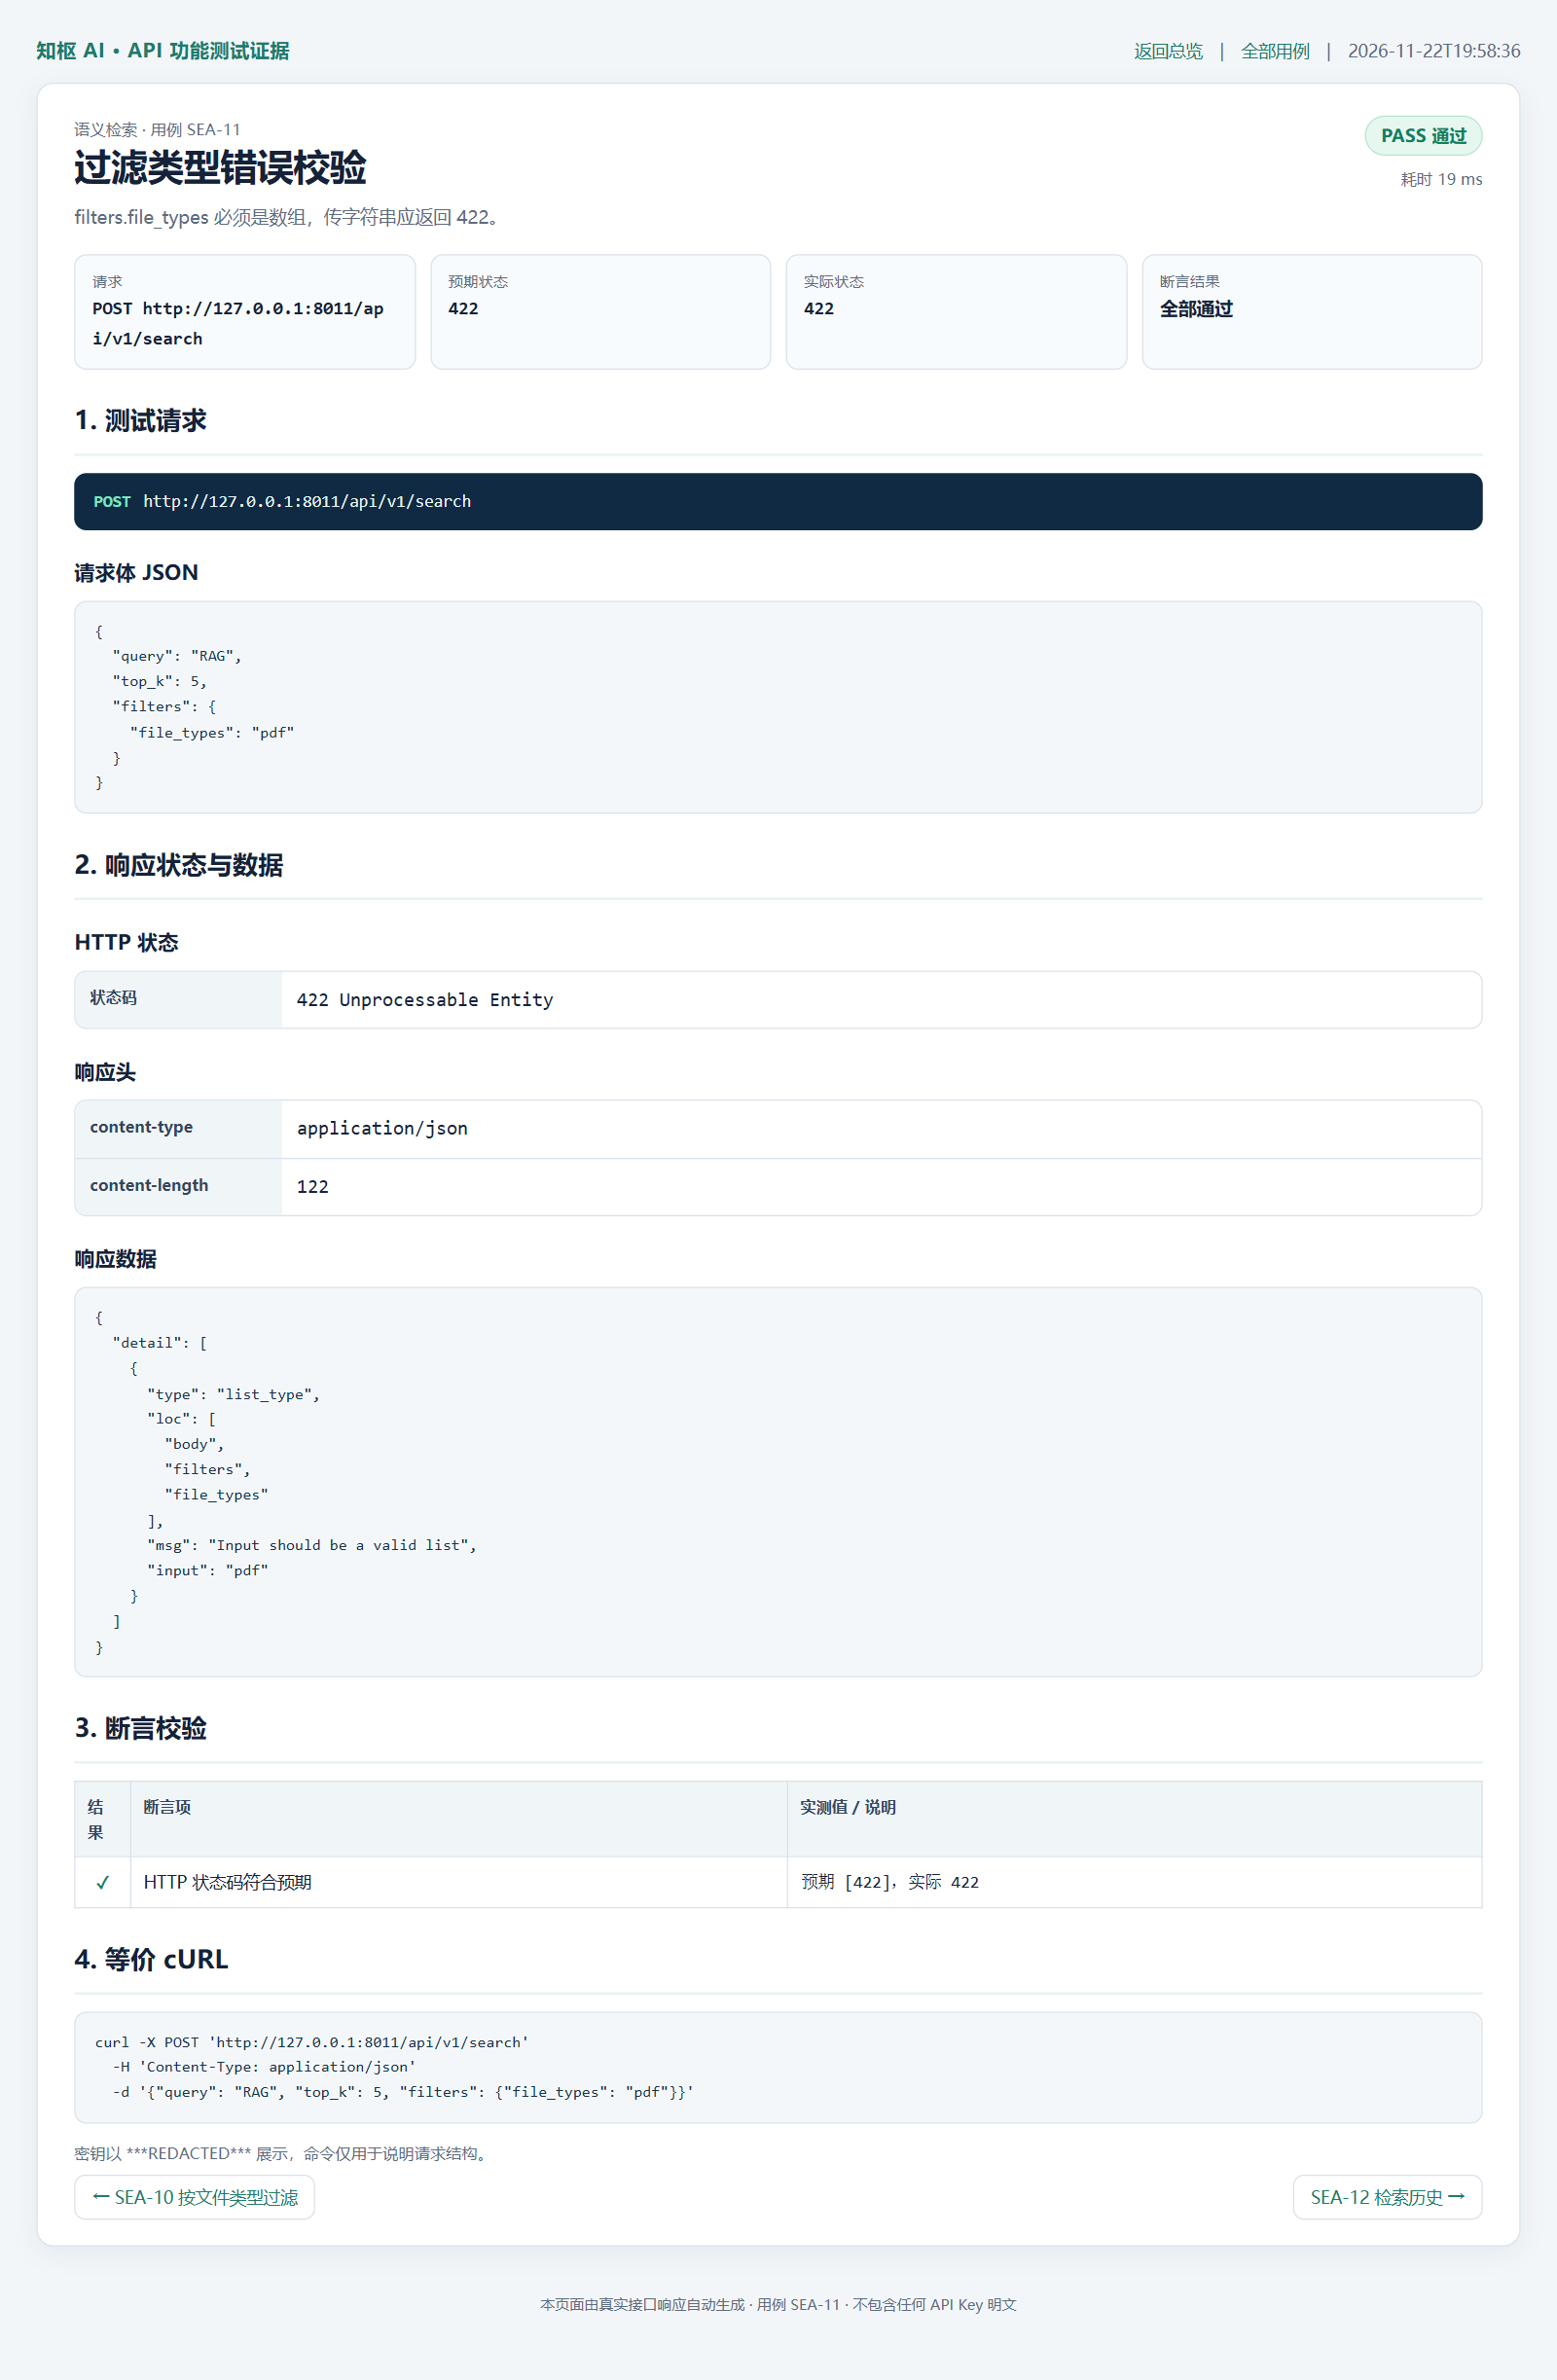 知枢 AI · API 功能测试证据
返回总览 | 全部用例 | 2026-11-22T19:58:36
语义检索 · 用例 SEA-11
过滤类型错误校验
filters.file_types 必须是数组，传字符串应返回 422。
PASS 通过
耗时 19 ms
请求
POST http://127.0.0.1:8011/ap
i/v1/search
预期状态
422
实际状态
422
断言结果
全部通过
1. 测试请求
POST http://127.0.0.1:8011/api/v1/search
请求体 JSON
{
  "query": "RAG",
  "top_k": 5,
  "filters": {
    "file_types": "pdf"
  }
}
2. 响应状态与数据
HTTP 状态
状态码 422 Unprocessable Entity
响应头
content-type application/json
content-length 122
响应数据
{
  "detail": [
    {
      "type": "list_type",
      "loc": [
        "body",
        "filters",
        "file_types"
      ],
      "msg": "Input should be a valid list",
      "input": "pdf"
    }
  ]
}
3. 断言校验
结
果
断言项
实测值 / 说明
✓ HTTP 状态码符合预期 预期 [422]，实际 422
4. 等价 cURL
curl -X POST 'http://127.0.0.1:8011/api/v1/search'
  -H 'Content-Type: application/json'
  -d '{"query": "RAG", "top_k": 5, "filters": {"file_types": "pdf"}}'
密钥以 ***REDACTED*** 展示，命令仅用于说明请求结构。
← SEA-10 按文件类型过滤
SEA-12 检索历史 →
本页面由真实接口响应自动生成 · 用例 SEA-11 · 不包含任何 API Key 明文